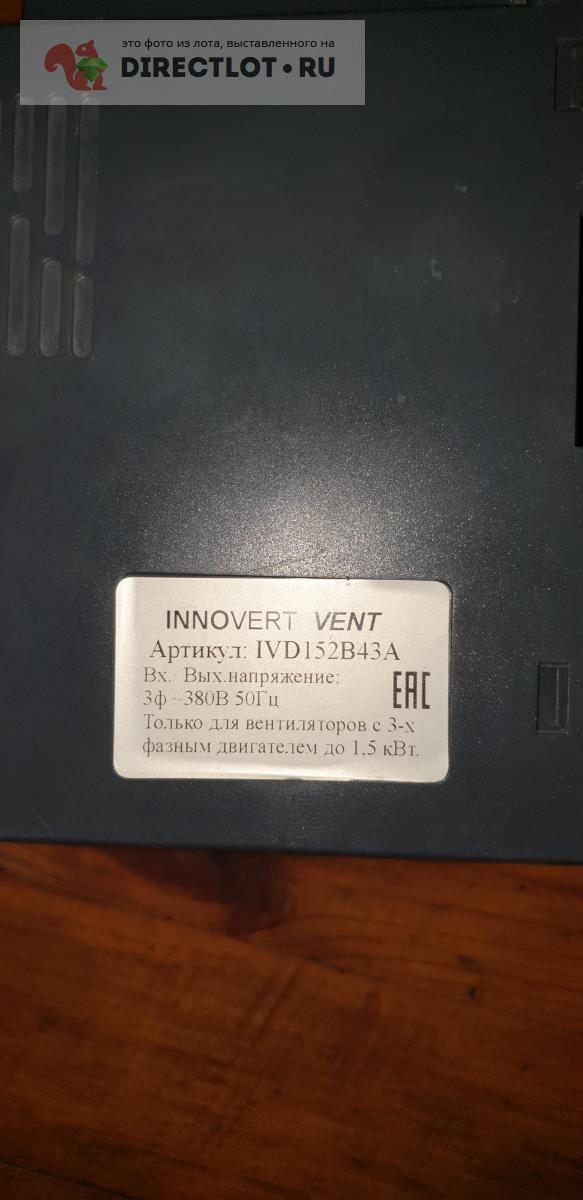 это фото из лота, выставленного на
DIRECTLOT•RU
INNOVERT VENT
Артикул: IVD152B43A
Вх./Вых.напряжение:
3ф ~380В 50Гц
EAC
Только для вентиляторов с 3-х
фазным двигателем до 1,5 кВт.